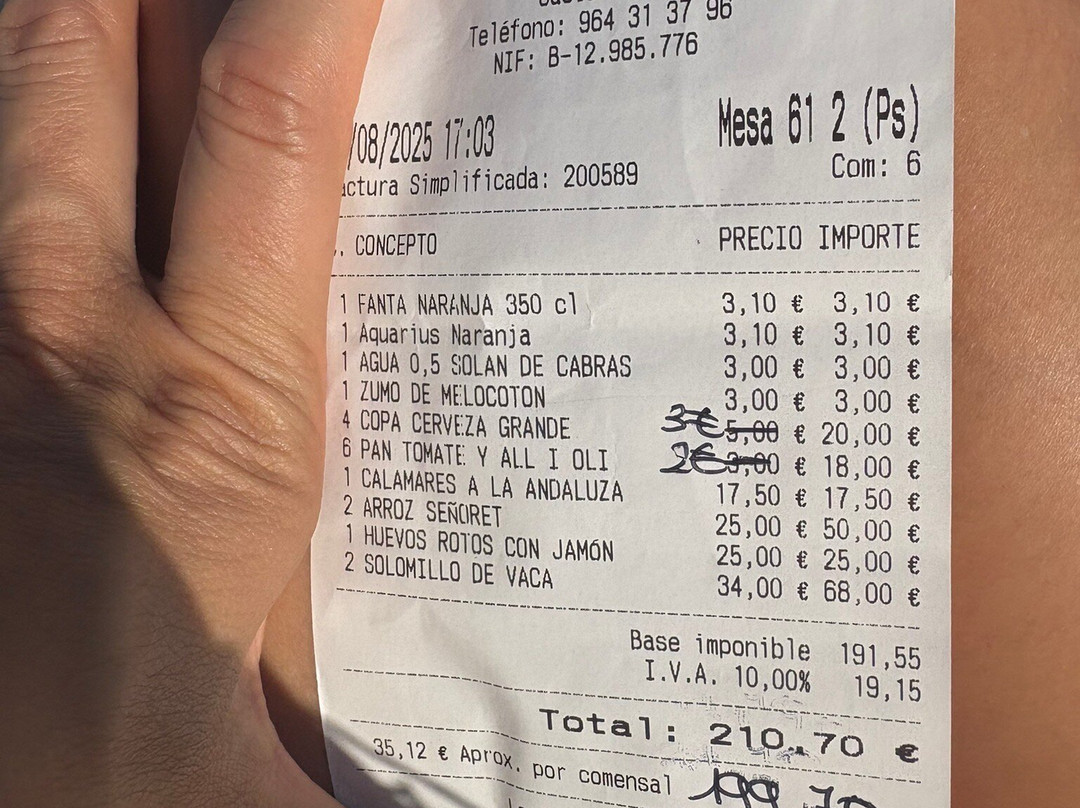 Teléfono: 964 31 37 96
NIF: B-12.985.776
/08/2025 17:03 Mesa 61 2 (Ps)
actura Simplificada: 200589 Com: 6
. CONCEPTO PRECIO IMPORTE
1 FANTA NARANJA 350 cl 3,10 € 3,10 €
1 Aquarius Naranja 3,10 € 3,10 €
1 AGUA 0,5 SOLAN DE CABRAS 3,00 € 3,00 €
1 ZUMO DE MELOCOTON 3,00 € 3,00 €
4 COPA CERVEZA GRANDE 3€ 5,00 € 20,00 €
6 PAN TOMATE Y ALL I OLI 2€ 3,00 € 18,00 €
1 CALAMARES A LA ANDALUZA 17,50 € 17,50 €
2 ARROZ SEÑORET 25,00 € 50,00 €
1 HUEVOS ROTOS CON JAMÓN 25,00 € 25,00 €
2 SOLOMILLO DE VACA 34,00 € 68,00 €
Base imponible 191,55
I.V.A. 10,00% 19,15
Total: 210.70 €
35,12 € Aprox. por comensal 199,70